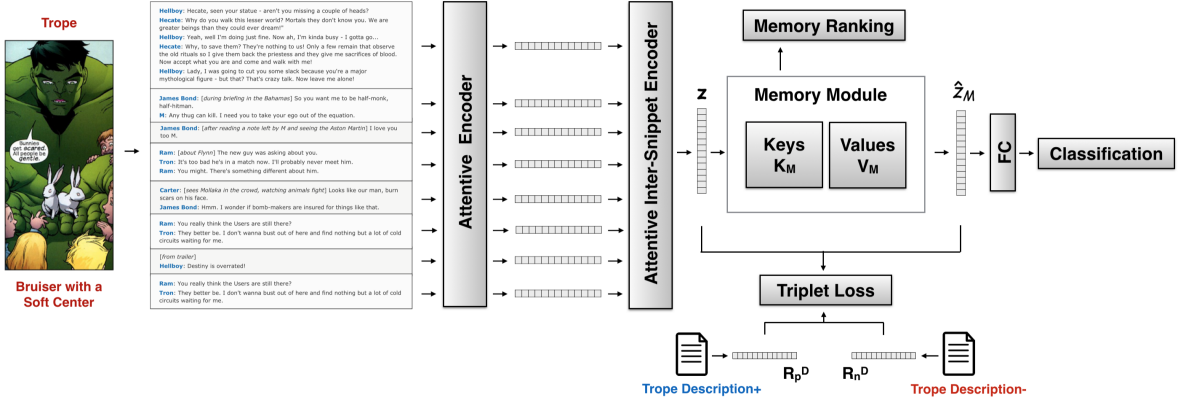 Trope
Bunnies
get scared.
All people be
gentle.
Bruiser with a
Soft Center
Hellboy: Hecate, seen your statue - aren't you missing a couple of heads?
Hecate: Why do you walk this lesser world? Mortals they don't know you. We are
greater beings than they could ever dream!"
Hellboy: Yeah, well I'm doing just fine. Now ah, I'm kinda busy - I gotta go...
Hecate: Why, to save them? They're nothing to us! Only a few remain that observe
the old rituals so I give them back the priestess and they give me sacrifices of blood.
Now accept what you are and come and walk with me!
Hellboy: Lady, I was going to cut you some slack because you're a major
mythological figure - but that? That's crazy talk. Now leave me alone!
James Bond: [during briefing in the Bahamas] So you want me to be half-monk,
half-hitman.
M: Any thug can kill. I need you to take your ego out of the equation.
James Bond: [after reading a note left by M and seeing the Aston Martin] I love you
too M.
Ram: [about Flynn] The new guy was asking about you.
Tron: It's too bad he's in a match now. I'll probably never meet him.
Ram: You might. There's something different about him.
Carter: [sees Mollaka in the crowd, watching animals fight] Looks like our man, burn
scars on his face.
James Bond: Hmm. I wonder if bomb-makers are insured for things like that.
Ram: You really think the Users are still there?
Tron: They better be. I don't wanna bust out of here and find nothing but a lot of cold
circuits waiting for me.
[from trailer]
Hellboy: Destiny is overrated!
Ram: You really think the Users are still there?
Tron: They better be. I don't wanna bust out of here and find nothing but a lot of cold
circuits waiting for me.
Attentive Encoder
Attentive Inter-Snippet Encoder
z
Memory Ranking
Memory Module
Keys
K_M
Values
V_M
ẑ_M
FC
Classification
Triplet Loss
R_p^D
R_n^D
Trope Description+
Trope Description-